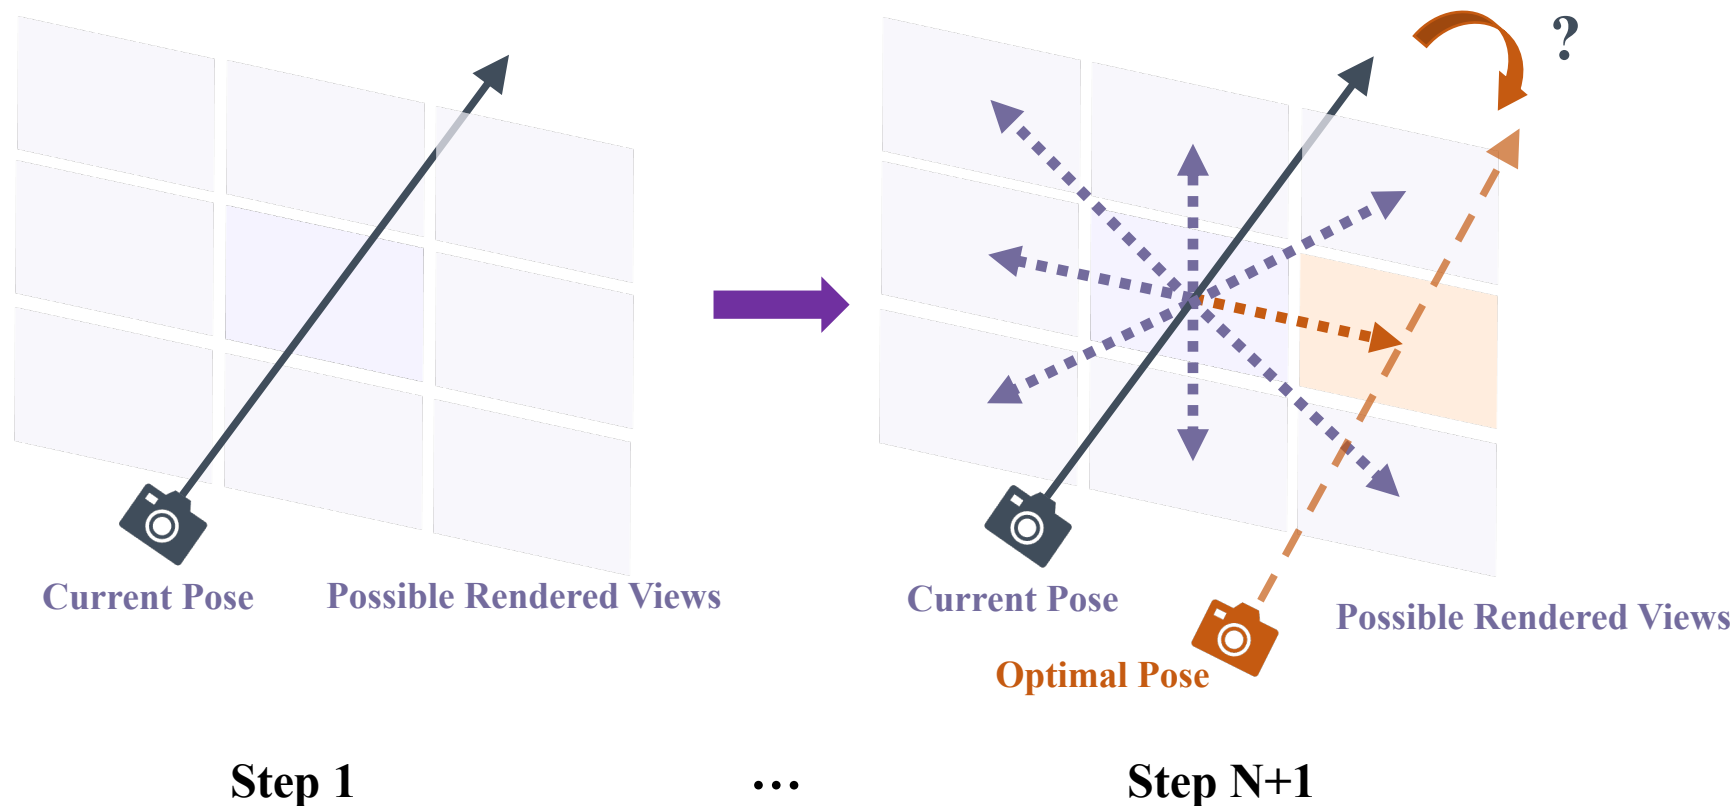 ?
Current Pose
Possible Rendered Views
Current Pose
Possible Rendered Views
Optimal Pose
Step 1
...
Step N+1